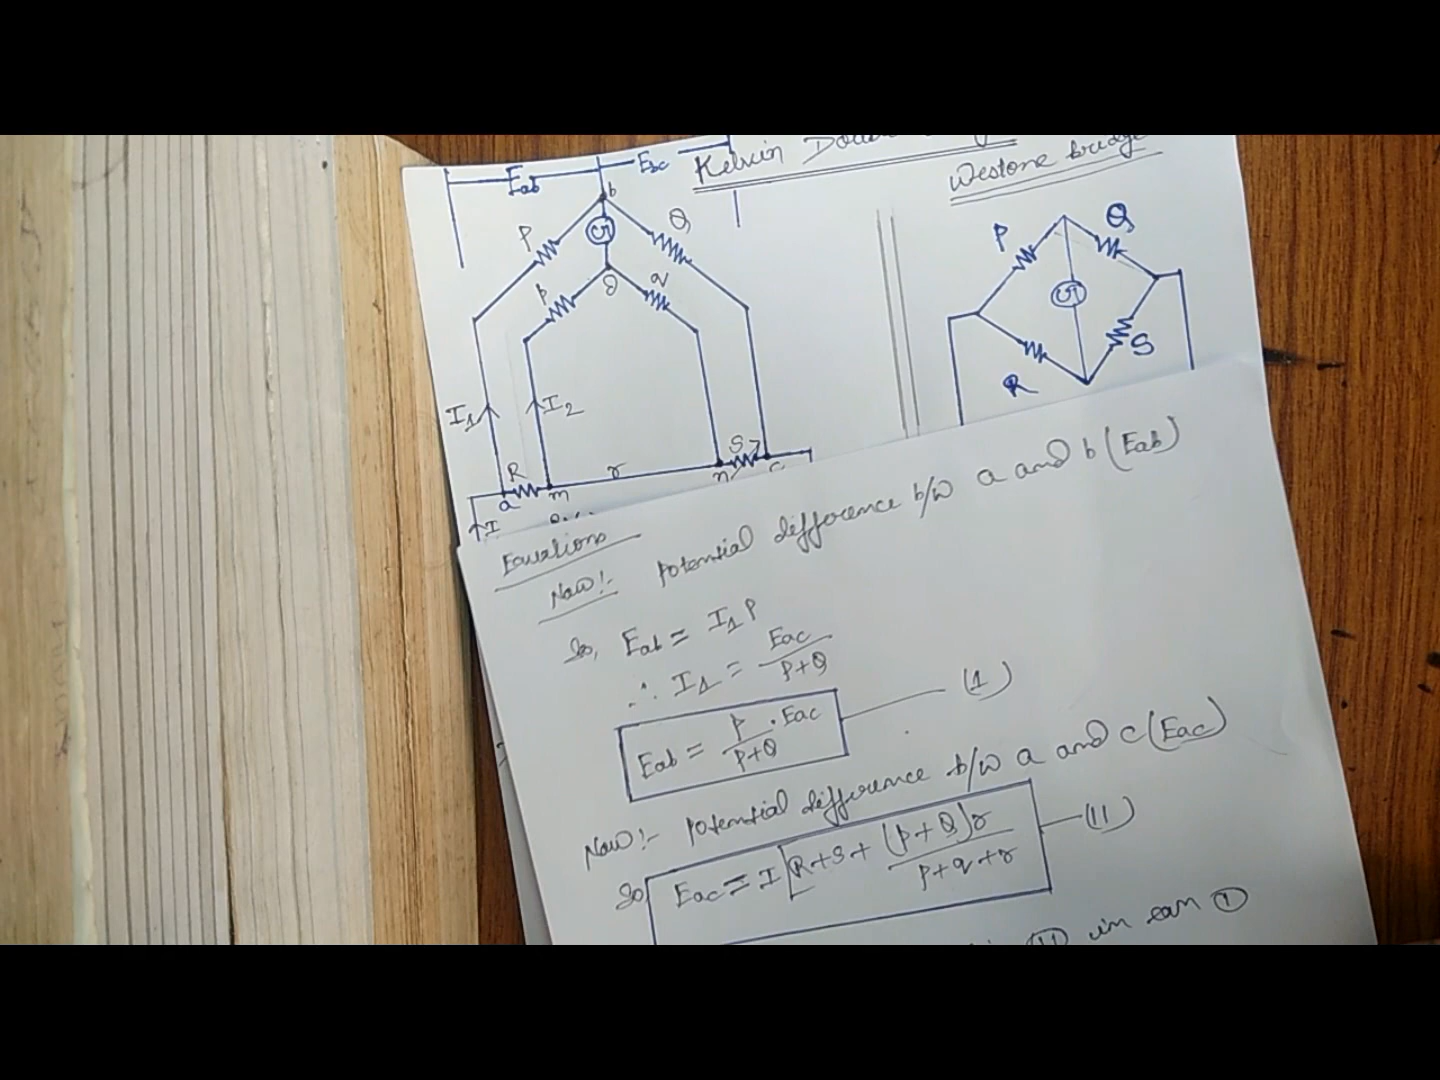 Kelvin
Westone bridge
Eab
Ebc
b
P
Q
G
p
q
d
I1
I2
R
r
S
a
m
n
c
I
P
Q
G
R
S
Equations
Now:- Potential difference b/w a and b (Eab)
So, Eab = I1 P
∴ I1 = Eac / P+Q
Eab = P / P+Q . Eac (1)
Now:- Potential difference b/w a and c (Eac)
So, Eac = I [R+S+ (p+q)r / p+q+r (11)
(11) in eqn (1)